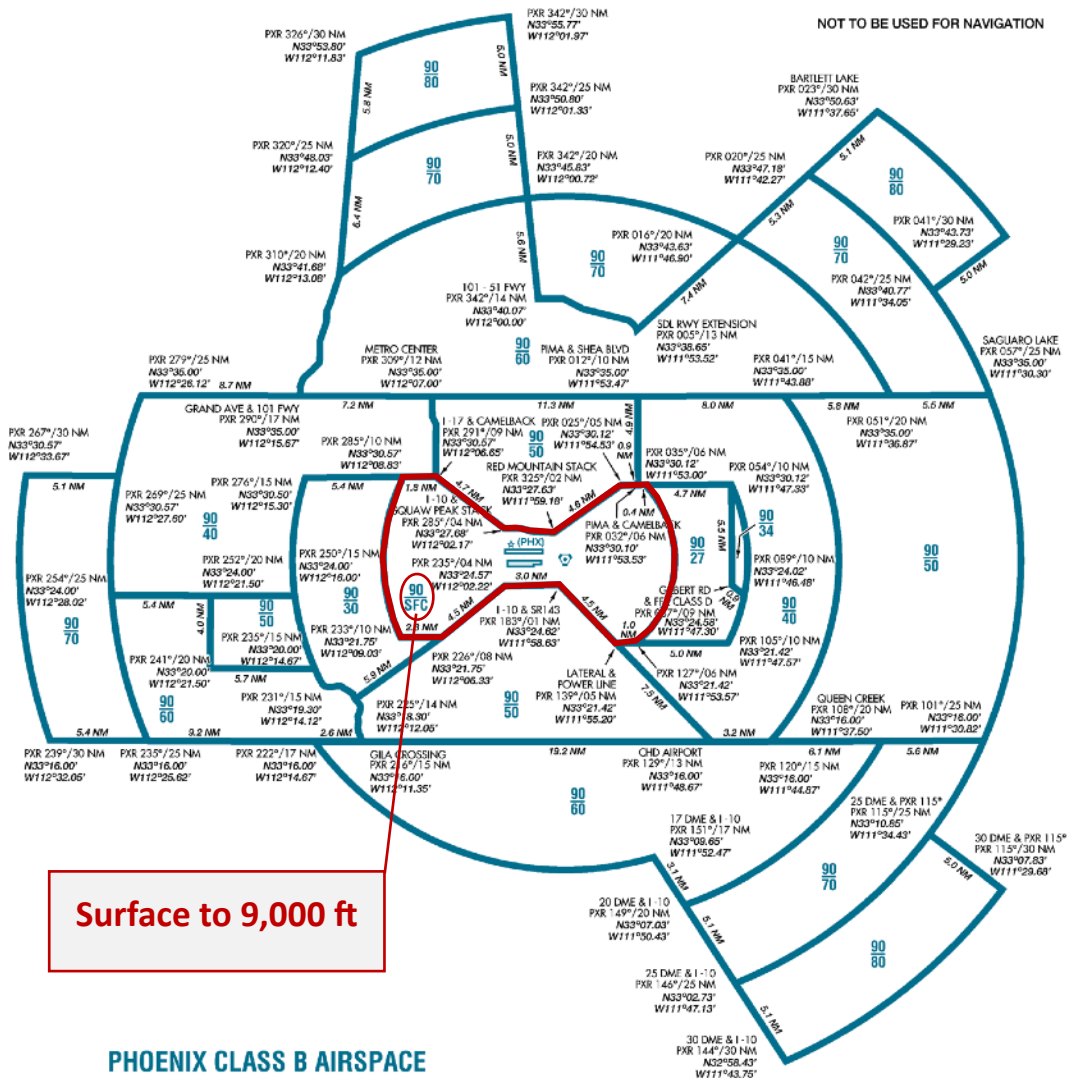 NOT TO BE USED FOR NAVIGATION
PXR 342°/30 NM
N33°55.77'
W112°01.97'
PXR 326°/30 NM
N33°53.80'
W112°11.83'
5.0 NM
90
80
5.8 NM
PXR 342°/25 NM
N33°50.80'
W112°01.33'
BARTLETT LAKE
PXR 023°/30 NM
N33°50.63'
W111°37.65'
5.1 NM
90
80
PXR 320°/25 NM
N33°48.03'
W112°12.40'
90
70
5.0 NM
PXR 342°/20 NM
N33°45.83'
W112°00.72'
PXR 020°/25 NM
N33°47.18'
W111°42.27'
5.3 NM
PXR 041°/30 NM
N33°43.73'
W111°29.23'
6.4 NM
5.6 NM
PXR 016°/20 NM
N33°43.63'
W111°46.90'
90
70
90
70
5.0 NM
PXR 310°/20 NM
N33°41.68'
W112°13.08'
PXR 042°/25 NM
N33°40.77'
W111°34.05'
101 - 51 FWY
PXR 342°/14 NM
N33°40.07'
W112°00.00'
7.4 NM
SDL RWY EXTENSION
PXR 005°/13 NM
N33°38.65'
W111°53.52'
SAGUARO LAKE
PXR 057°/25 NM
N33°35.00'
W111°30.30'
PXR 279°/25 NM
N33°35.00'
W112°26.12'
METRO CENTER
PXR 309°/12 NM
N33°35.00'
W112°07.00'
90
60
PIMA & SHEA BLVD
PXR 012°/10 NM
N33°35.00'
W111°53.47'
PXR 041°/15 NM
N33°35.00'
W111°43.88'
8.7 NM
7.2 NM
11.3 NM
8.0 NM
5.8 NM
5.5 NM
GRAND AVE & 101 FWY
PXR 290°/17 NM
N33°35.00'
W112°15.67'
I -17 & CAMELBACK
PXR 291°/09 NM
N33°30.57'
W112°06.65'
90
50
PXR 025°/05 NM
N33°30.12'
W111°54.53'
4.9 NM
0.9 NM
PXR 051°/20 NM
N33°35.00'
W111°36.87'
PXR 267°/30 NM
N33°30.57'
W112°33.67'
PXR 285°/10 NM
N33°30.57'
W112°08.83'
PXR 035°/06 NM
N33°30.12'
W111°53.00'
PXR 054°/10 NM
N33°30.12'
W111°47.33'
RED MOUNTAIN STACK
PXR 325°/02 NM
N33°27.63'
W111°59.18'
5.1 NM
PXR 269°/25 NM
N33°30.57'
W112°27.60'
PXR 276°/15 NM
N33°30.50'
W112°15.30'
5.4 NM
1.8 NM
4.7 NM
4.6 NM
0.4 NM
4.7 NM
I -10 &
SQUAW PEAK STACK
PXR 285°/04 NM
N33°27.68'
W112°02.17'
PIMA & CAMELBACK
PXR 032°/06 NM
N33°30.10'
W111°53.53'
5.5 NM
90
34
90
40
(PHX)
90
27
90
50
PXR 252°/20 NM
N33°24.00'
W112°21.50'
PXR 250°/15 NM
N33°24.00'
W112°16.00'
PXR 235°/04 NM
N33°24.57'
W112°02.22'
3.0 NM
PXR 089°/10 NM
N33°24.02'
W111°46.48'
PXR 254°/25 NM
N33°24.00'
W112°28.02'
90
30
90
SFC
4.5 NM
I -10 & SR143
PXR 183°/01 NM
N33°24.62'
W111°58.63'
4.5 NM
GILBERT RD
& FFZ CLASS D
PXR 087°/09 NM
N33°24.58'
W111°47.30'
0.9 NM
90
40
90
70
5.4 NM
4.0 NM
90
50
PXR 235°/15 NM
N33°20.00'
W112°14.67'
PXR 233°/10 NM
N33°21.75'
W112°09.03'
2.3 NM
1.0 NM
5.0 NM
PXR 105°/10 NM
N33°21.42'
W111°47.57'
PXR 241°/20 NM
N33°20.00'
W112°21.50'
5.7 NM
5.9 NM
PXR 226°/08 NM
N33°21.75'
W112°06.33'
LATERAL &
POWER LINE
PXR 139°/05 NM
N33°21.42'
W111°55.20'
PXR 127°/06 NM
N33°21.42'
W111°53.57'
90
60
PXR 231°/15 NM
N33°19.30'
W112°14.12'
PXR 225°/14 NM
N33°18.30'
W112°12.05'
90
50
7.5 NM
QUEEN CREEK
PXR 108°/20 NM
N33°16.00'
W111°37.50'
PXR 101°/25 NM
N33°16.00'
W111°30.82'
5.4 NM
9.2 NM
2.6 NM
19.2 NM
3.2 NM
6.1 NM
5.6 NM
PXR 239°/30 NM
N33°16.00'
W112°32.05'
PXR 235°/25 NM
N33°16.00'
W112°25.62'
PXR 222°/17 NM
N33°16.00'
W112°14.67'
GILA CROSSING
PXR 216°/15 NM
N33°16.00'
W112°11.35'
CHD AIRPORT
PXR 129°/13 NM
N33°16.00'
W111°48.67'
PXR 120°/15 NM
N33°16.00'
W111°44.87'
90
60
25 DME & PXR 115°
PXR 115°/25 NM
N33°10.85'
W111°34.43'
17 DME & I -10
PXR 151°/17 NM
N33°09.65'
W111°52.47'
30 DME & PXR 115°
PXR 115°/30 NM
N33°07.83'
W111°29.68'
5.0 NM
3.1 NM
90
70
Surface to 9,000 ft
20 DME & I -10
PXR 149°/20 NM
N33°07.03'
W111°50.43'
5.1 NM
90
80
25 DME & I -10
PXR 146°/25 NM
N33°02.73'
W111°47.13'
5.1 NM
30 DME & I -10
PXR 144°/30 NM
N32°58.43'
W111°43.75'
PHOENIX CLASS B AIRSPACE